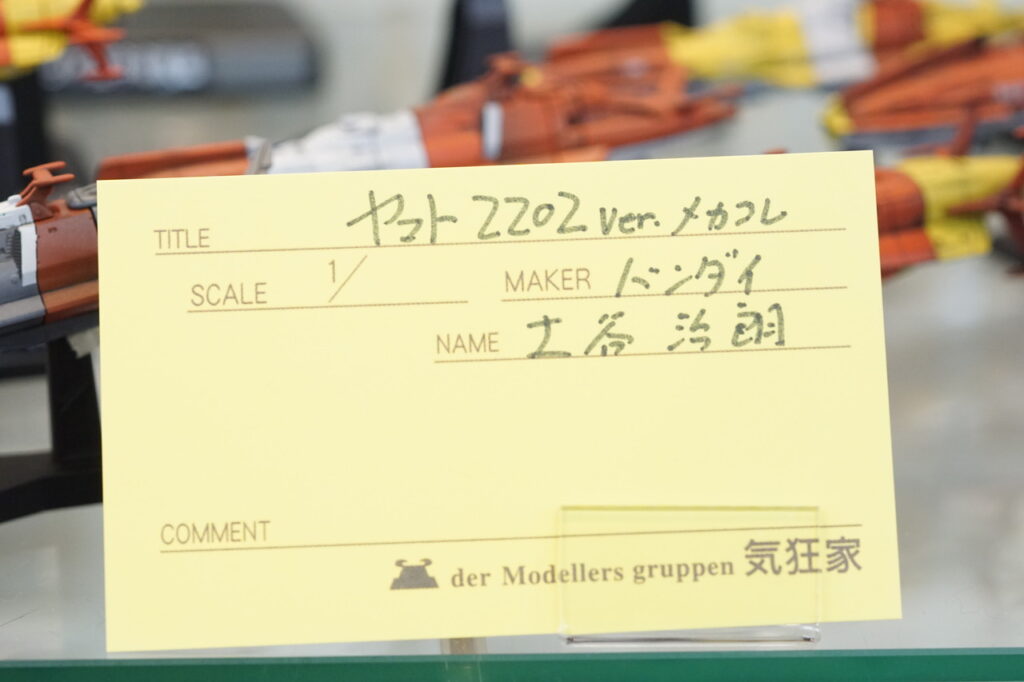 TITLE ヤマト2202 ver. メカコレ
SCALE 1/ MAKER バンダイ
NAME 土谷 治朗
COMMENT
der Modellers gruppen 気狂家